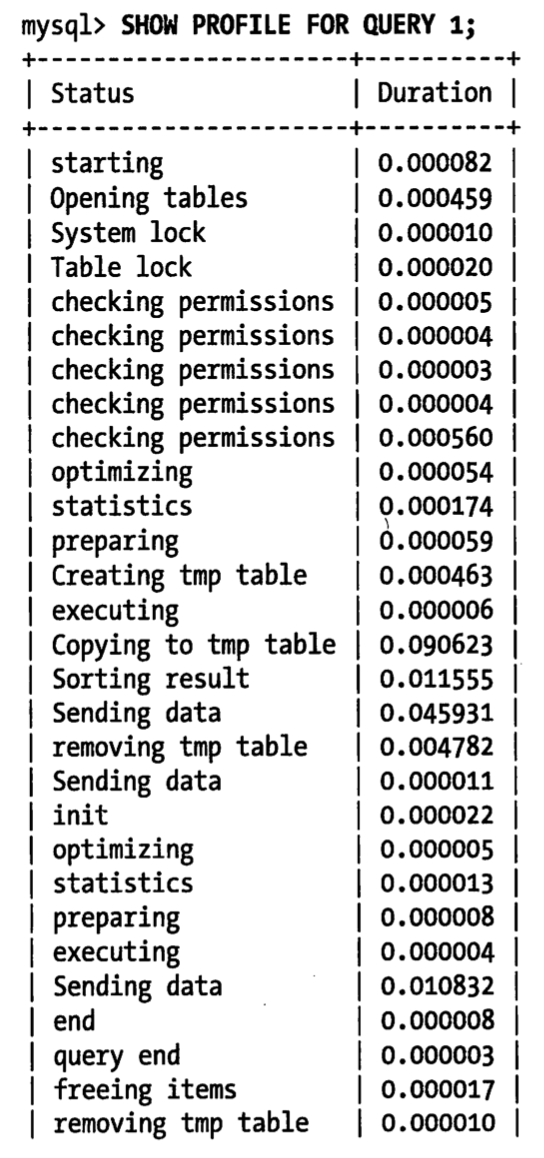 mysql> SHOW PROFILE FOR QUERY 1;
+----------------------+----------+
| Status               | Duration |
+----------------------+----------+
| starting             | 0.000082 |
| Opening tables       | 0.000459 |
| System lock          | 0.000010 |
| Table lock           | 0.000020 |
| checking permissions | 0.000005 |
| checking permissions | 0.000004 |
| checking permissions | 0.000003 |
| checking permissions | 0.000004 |
| checking permissions | 0.000560 |
| optimizing           | 0.000054 |
| statistics           | 0.000174 |
| preparing            | 0.000059 |
| Creating tmp table   | 0.000463 |
| executing            | 0.000006 |
| Copying to tmp table | 0.090623 |
| Sorting result       | 0.011555 |
| Sending data         | 0.045931 |
| removing tmp table   | 0.004782 |
| Sending data         | 0.000011 |
| init                 | 0.000022 |
| optimizing           | 0.000005 |
| statistics           | 0.000013 |
| preparing            | 0.000008 |
| executing            | 0.000004 |
| Sending data         | 0.010832 |
| end                  | 0.000008 |
| query end            | 0.000003 |
| freeing items        | 0.000017 |
| removing tmp table   | 0.000010 |